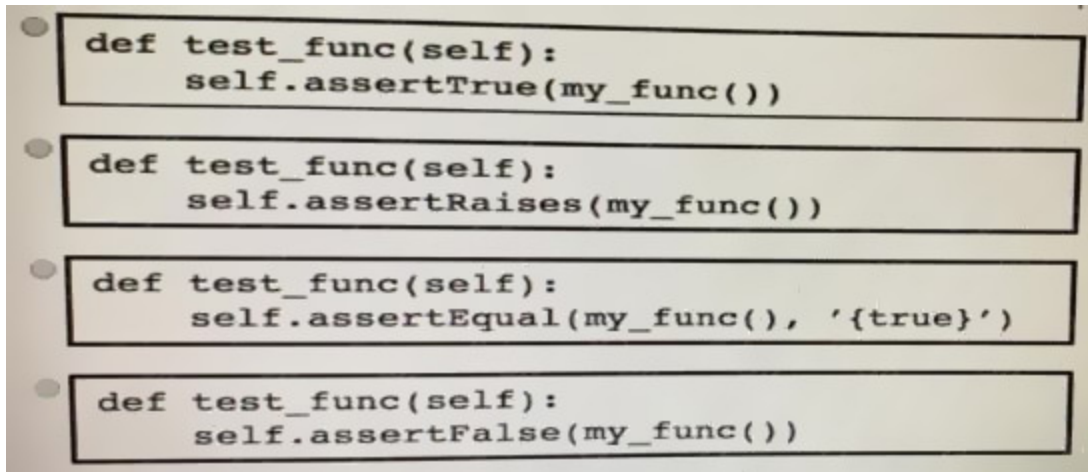 def test_func(self):
    self.assertTrue(my_func())
def test_func(self):
    self.assertRaises(my_func())
def test_func(self):
    self.assertEqual(my_func(), '{true}')
def test_func(self):
    self.assertFalse(my_func())